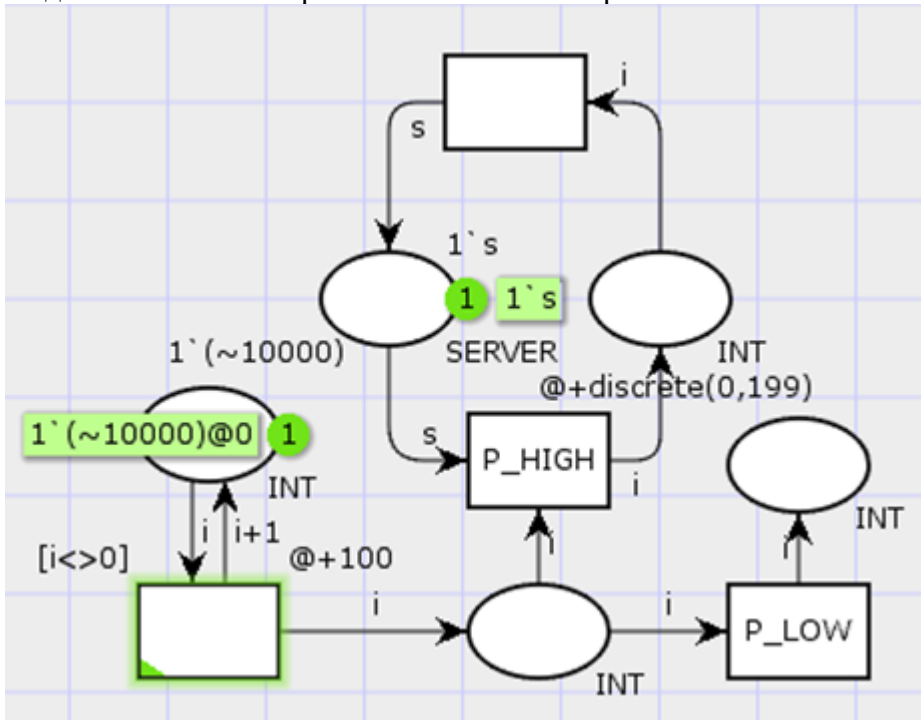 i
s
1`s
1
1`s
SERVER
INT
1`(~10000)
@+discrete(0,199)
1`(~10000)@0
1
INT
s
P_HIGH
i
INT
i
i+1
[i<>0]
@+100
i
i
i
i
P_LOW
INT